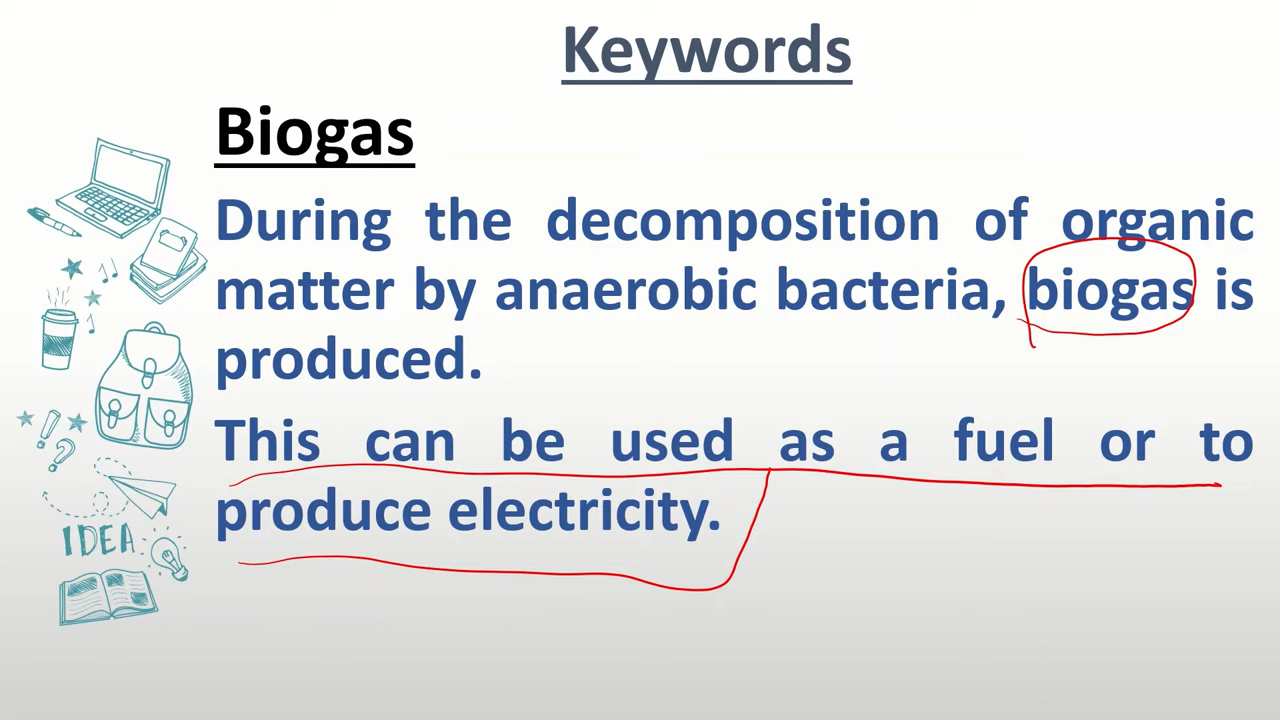 Keywords
Biogas
During the decomposition of organic
matter by anaerobic bacteria, biogas is
produced.
This can be used as a fuel or to
produce electricity.
IDEA